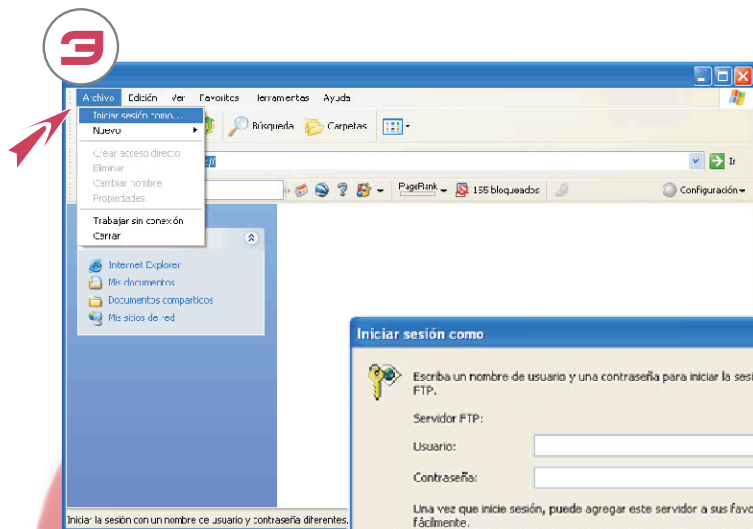 3
Archivo Edición Ver Favoritos Herramientas Ayuda
Iniciar sesión como...
Nuevo
Búsqueda Carpetas
Crear acceso directo
Eliminar
Ir
Cambiar nombre
Propiedades
PageRank 155 bloqueados Configuración
Trabajar sin conexión
Cerrar
Internet Explorer
Mis documentos
Documentos compartidos
Mis sitios de red
Iniciar sesión como
Escriba un nombre de usuario y una contraseña para iniciar la sesi
FTP.
Servidor FTP:
Usuario:
Contraseña:
Una vez que inicie sesión, puede agregar este servidor a sus favo
fácilmente.
Iniciar la sesión con un nombre de usuario y contraseña diferentes.